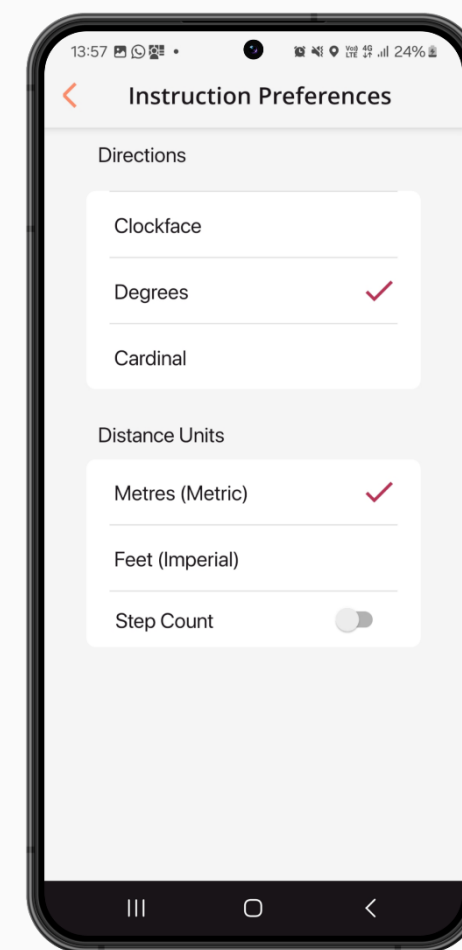 13:57 24%
Instruction Preferences
Directions
Clockface
Degrees
Cardinal
Distance Units
Metres (Metric)
Feet (Imperial)
Step Count